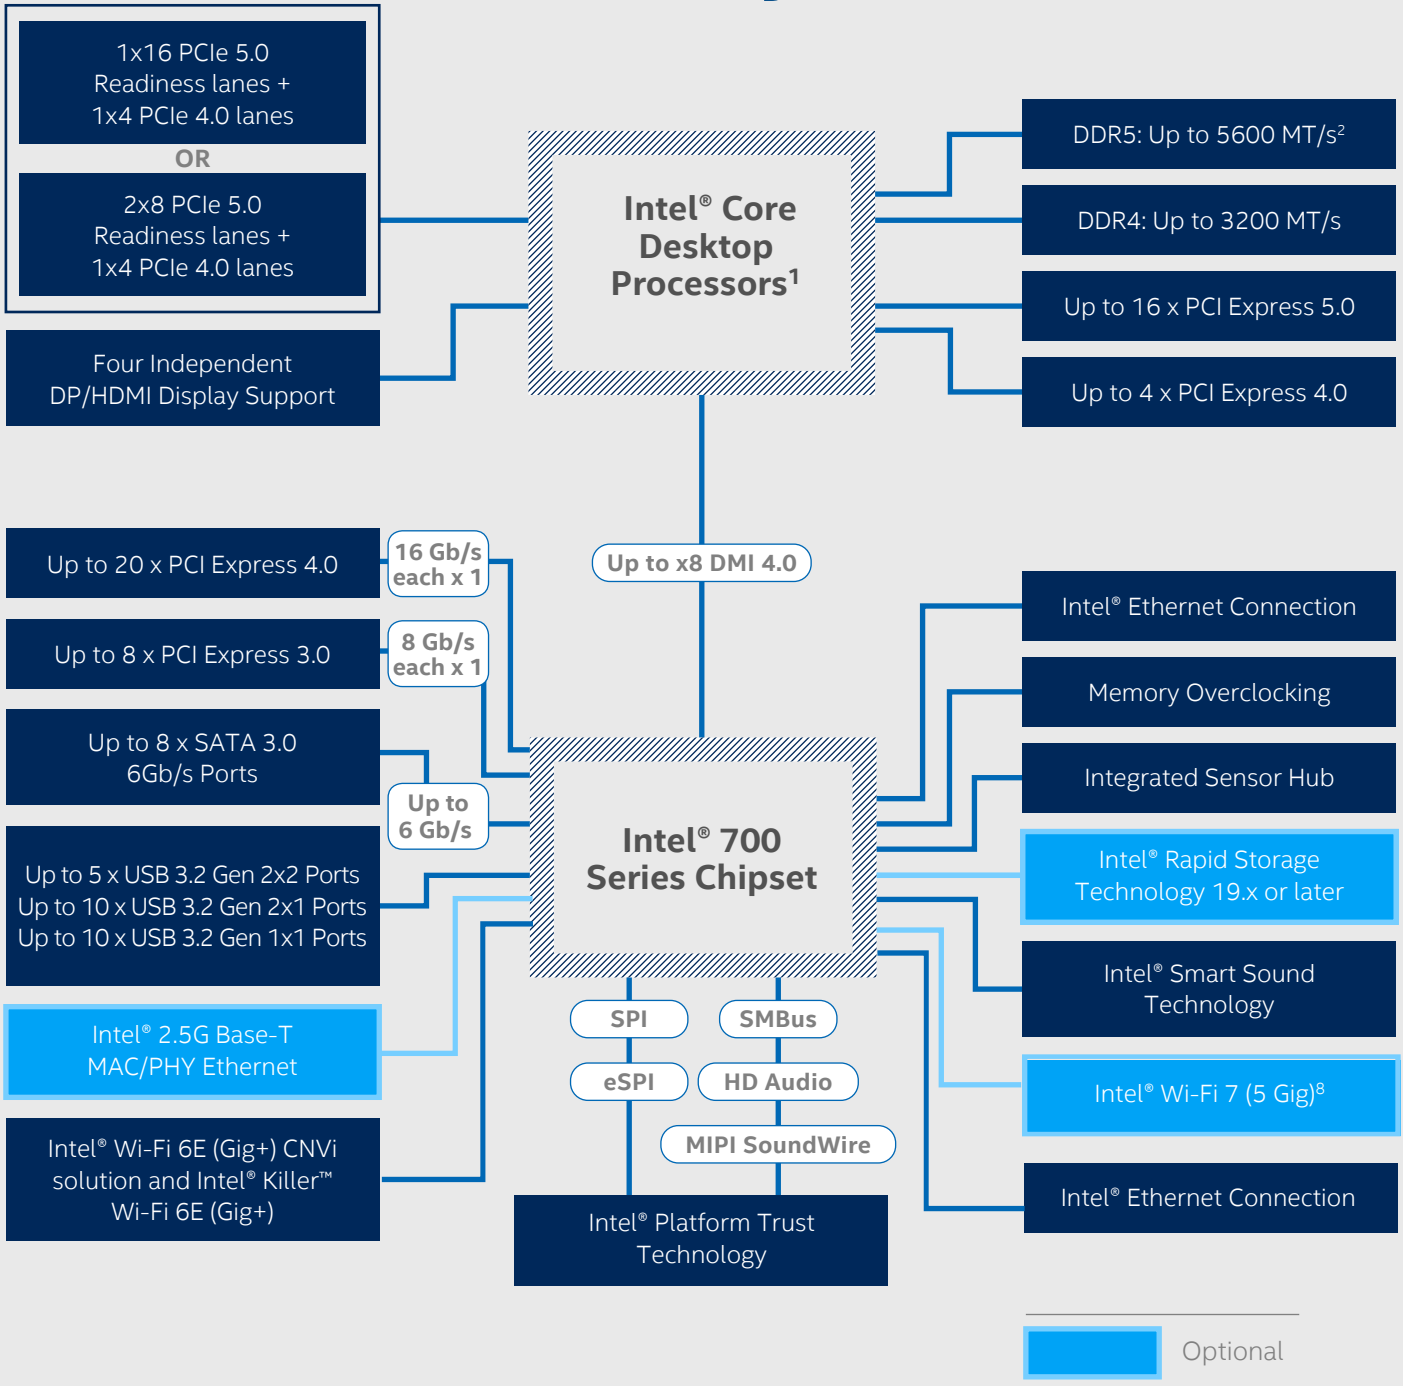 1x16 PCIe 5.0
Readiness lanes +
1x4 PCIe 4.0 lanes
OR
2x8 PCIe 5.0
Readiness lanes +
1x4 PCIe 4.0 lanes
Four Independent
DP/HDMI Display Support
Intel® Core
Desktop
Processors¹
DDR5: Up to 5600 MT/s²
DDR4: Up to 3200 MT/s
Up to 16 x PCI Express 5.0
Up to 4 x PCI Express 4.0
Up to x8 DMI 4.0
Up to 20 x PCI Express 4.0
16 Gb/s
each x 1
Up to 8 x PCI Express 3.0
8 Gb/s
each x 1
Up to 8 x SATA 3.0
6Gb/s Ports
Up to
6 Gb/s
Up to 5 x USB 3.2 Gen 2x2 Ports
Up to 10 x USB 3.2 Gen 2x1 Ports
Up to 10 x USB 3.2 Gen 1x1 Ports
Intel® 2.5G Base-T
MAC/PHY Ethernet
Intel® Wi-Fi 6E (Gig+) CNVi
solution and Intel® Killer™
Wi-Fi 6E (Gig+)
Intel® 700
Series Chipset
Intel® Ethernet Connection
Memory Overclocking
Integrated Sensor Hub
Intel® Rapid Storage
Technology 19.x or later
Intel® Smart Sound
Technology
Intel® Wi-Fi 7 (5 Gig)⁸
Intel® Ethernet Connection
SPI
eSPI
SMBus
HD Audio
MIPI SoundWire
Intel® Platform Trust
Technology
Optional